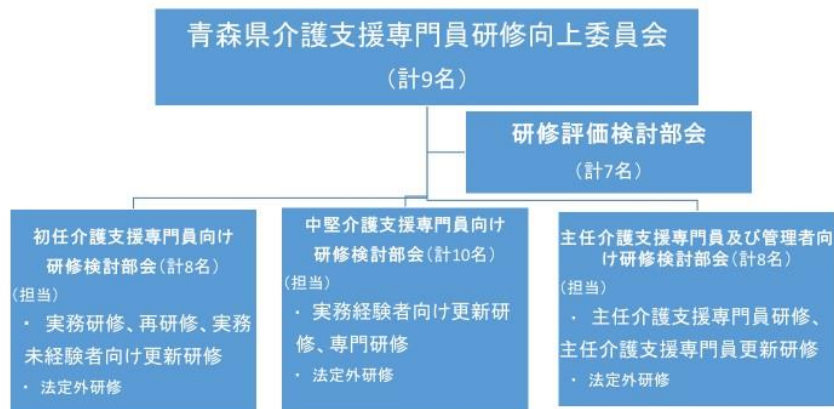 青森県介護支援専門員研修向上委員会
（計9名）
研修評価検討部会
（計7名）
初任介護支援専門員向け
研修検討部会（計8名）
（担当）
・ 実務研修、再研修、実務
未経験者向け更新研修
・ 法定外研修
中堅介護支援専門員向け
研修検討部会（計10名）
（担当）
・ 実務経験者向け更新研
修、専門研修
・ 法定外研修
主任介護支援専門員及び管理者向
け研修検討部会（計8名）
（担当）
・ 主任介護支援専門員研修、
主任介護支援専門員更新研修
・ 法定外研修